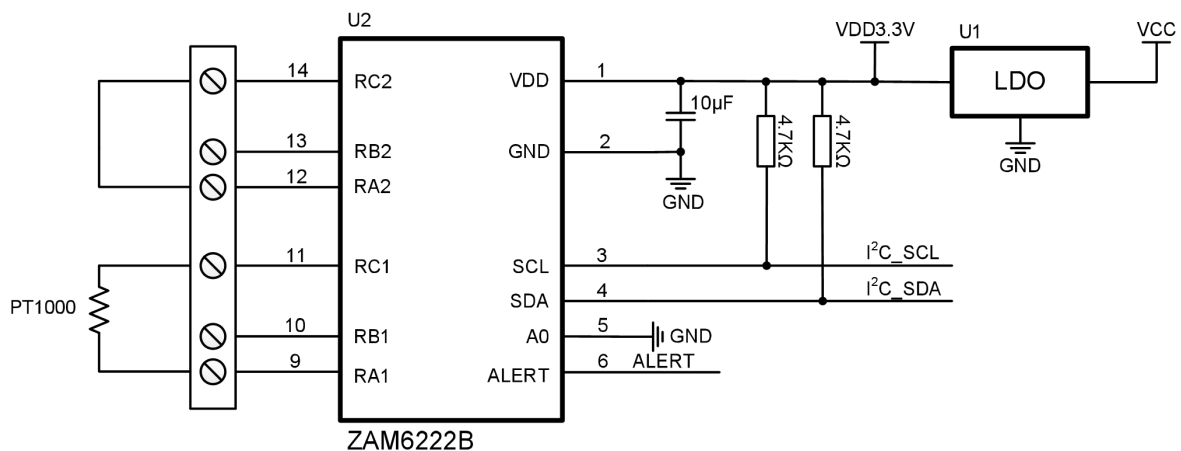 U2
VDD3.3V
U1
VCC
14
RC2
VDD
1
LDO
10µF
4.7KΩ
4.7KΩ
13
RB2
GND
2
12
RA2
GND
GND
11
RC1
SCL
3
I²C_SCL
SDA
4
I²C_SDA
PT1000
10
RB1
A0
5
GND
9
RA1
ALERT
6
ALERT
ZAM6222B